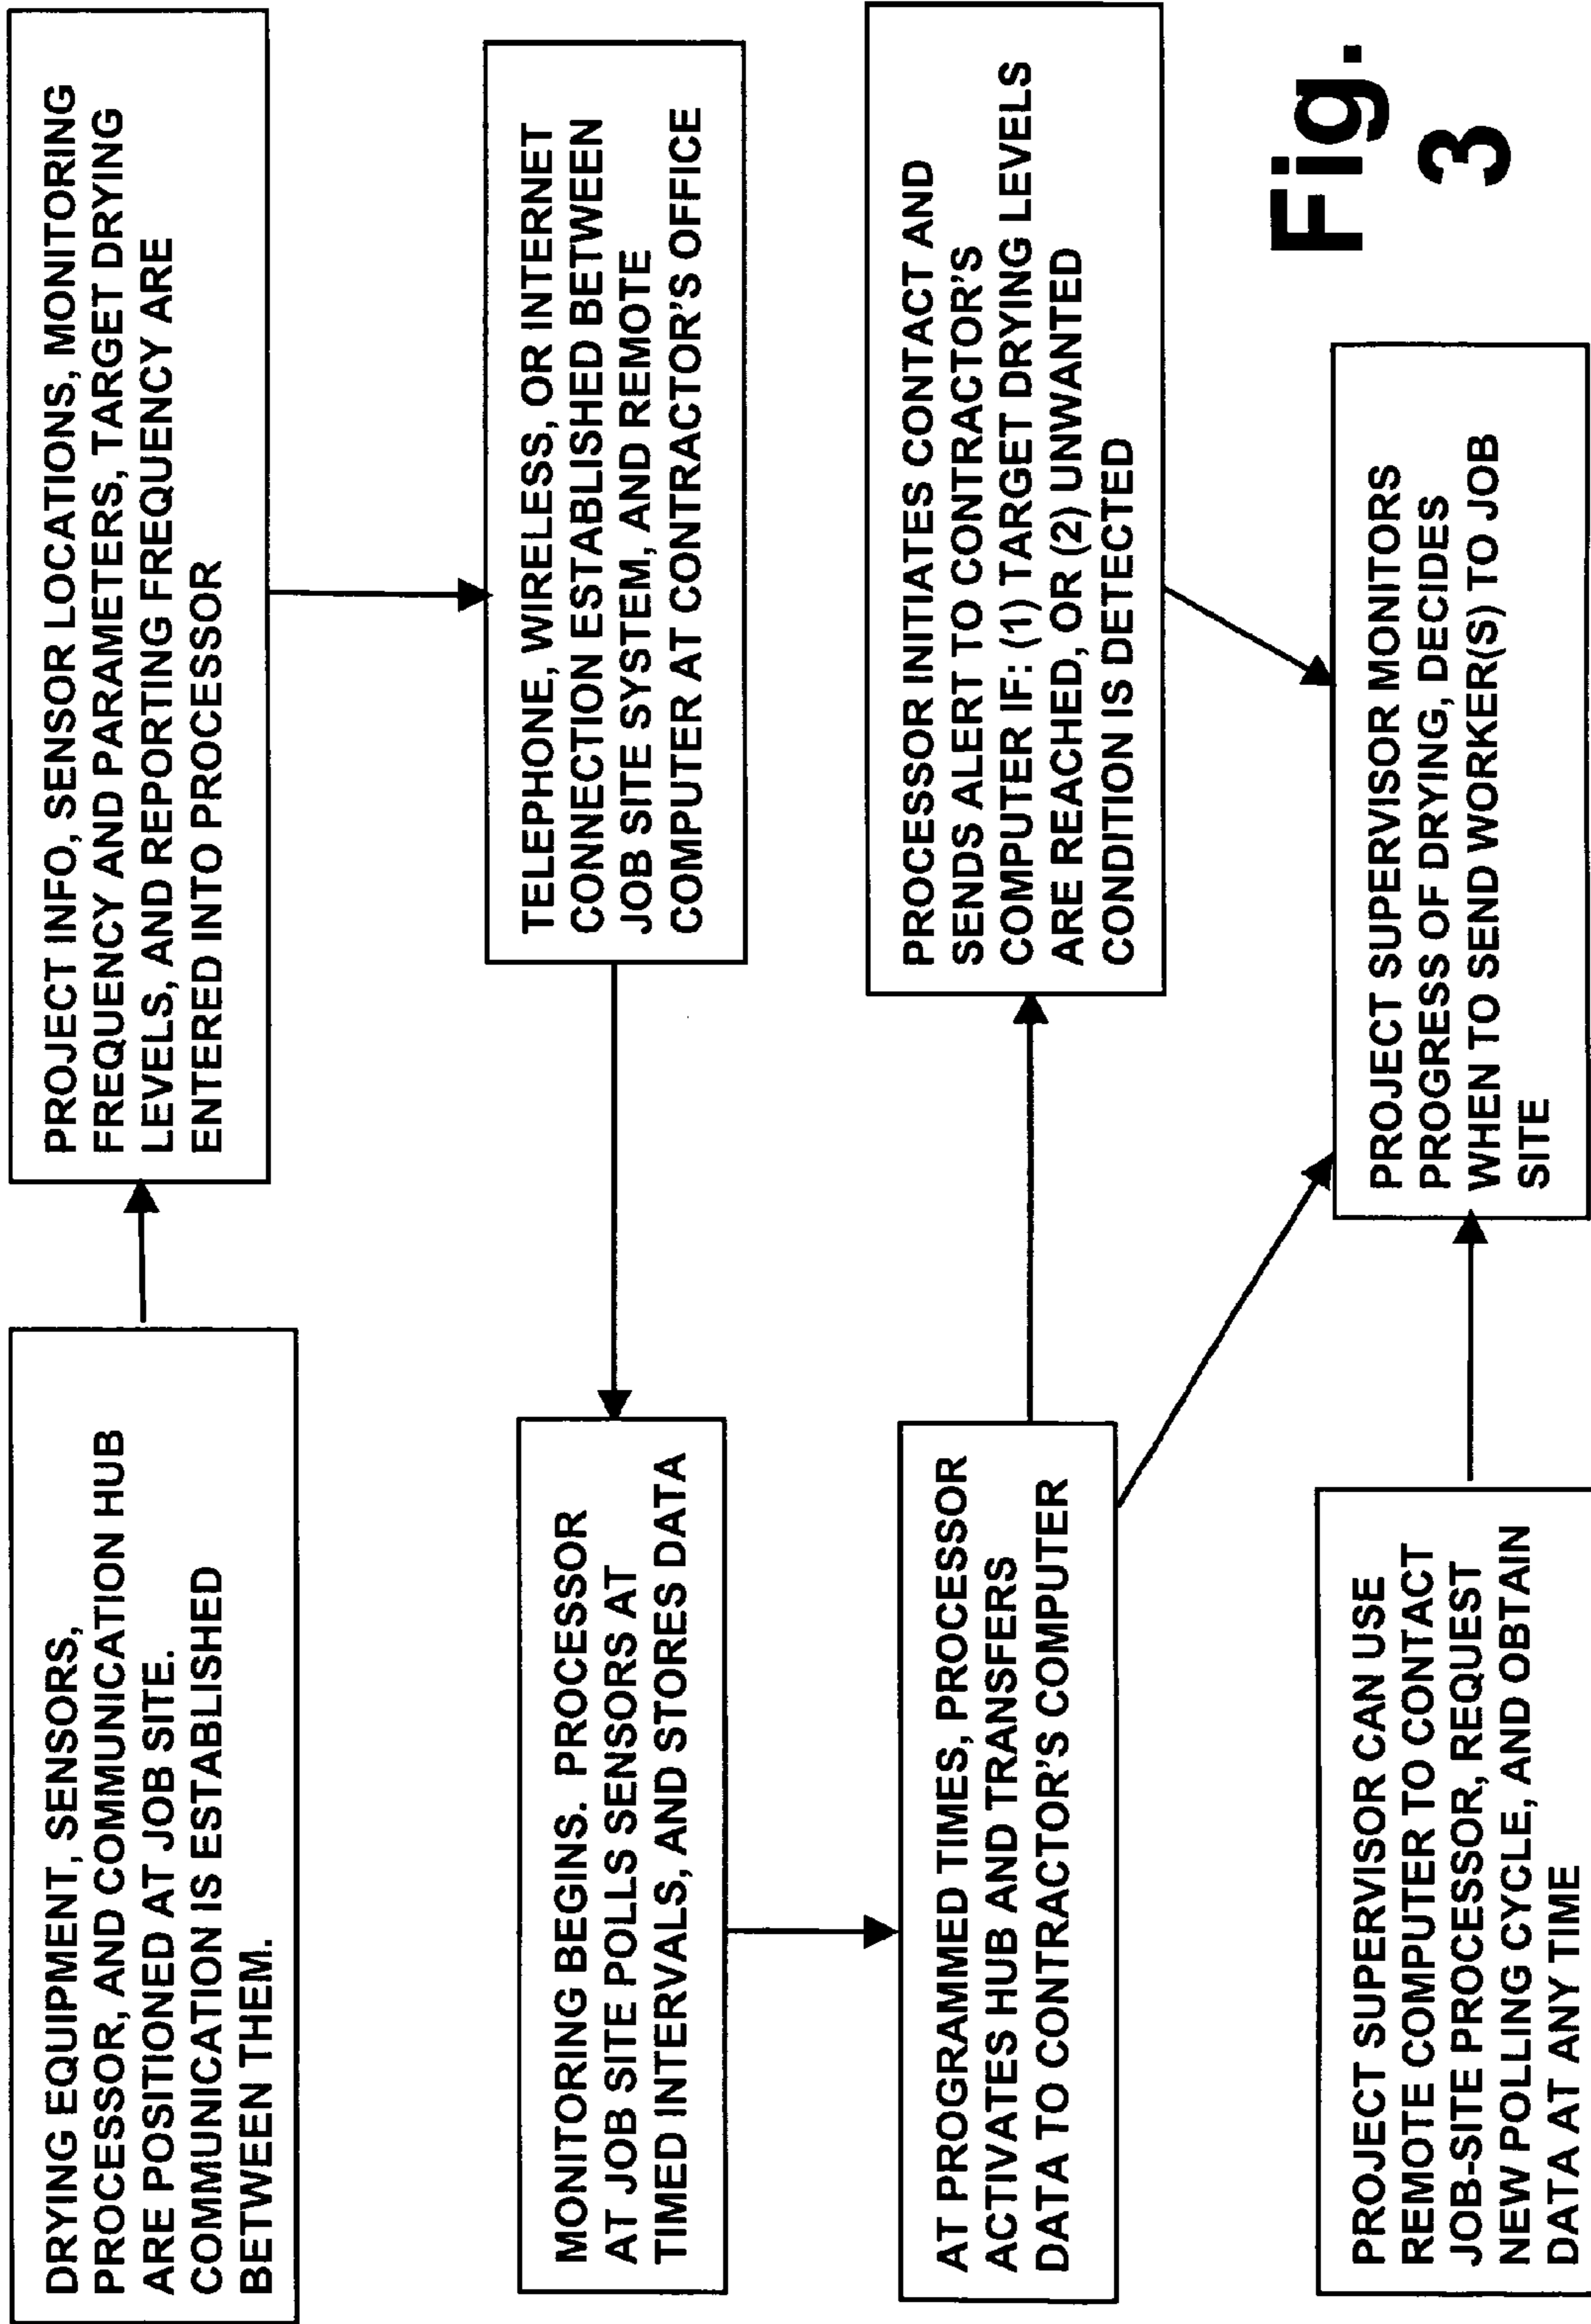 DRYING EQUIPMENT, SENSORS,
PROCESSOR, AND COMMUNICATION HUB
ARE POSITIONED AT JOB SITE.
COMMUNICATION IS ESTABLISHED
BETWEEN THEM.
PROJECT INFO, SENSOR LOCATIONS, MONITORING
FREQUENCY AND PARAMETERS, TARGET DRYING
LEVELS, AND REPORTING FREQUENCY ARE
ENTERED INTO PROCESSOR
TELEPHONE, WIRELESS, OR INTERNET
CONNECTION ESTABLISHED BETWEEN
JOB SITE SYSTEM, AND REMOTE
COMPUTER AT CONTRACTOR'S OFFICE
MONITORING BEGINS. PROCESSOR
AT JOB SITE POLLS SENSORS AT
TIMED INTERVALS, AND STORES DATA
AT PROGRAMMED TIMES, PROCESSOR
ACTIVATES HUB AND TRANSFERS
DATA TO CONTRACTOR'S COMPUTER
PROCESSOR INITIATES CONTACT AND
SENDS ALERT TO CONTRACTOR'S
COMPUTER IF: (1) TARGET DRYING LEVELS
ARE REACHED, OR (2) UNWANTED
CONDITION IS DETECTED
PROJECT SUPERVISOR CAN USE
REMOTE COMPUTER TO CONTACT
JOB-SITE PROCESSOR, REQUEST
NEW POLLING CYCLE, AND OBTAIN
DATA AT ANY TIME
PROJECT SUPERVISOR MONITORS
PROGRESS OF DRYING, DECIDES
WHEN TO SEND WORKER(S) TO JOB
SITE
Fig.
3